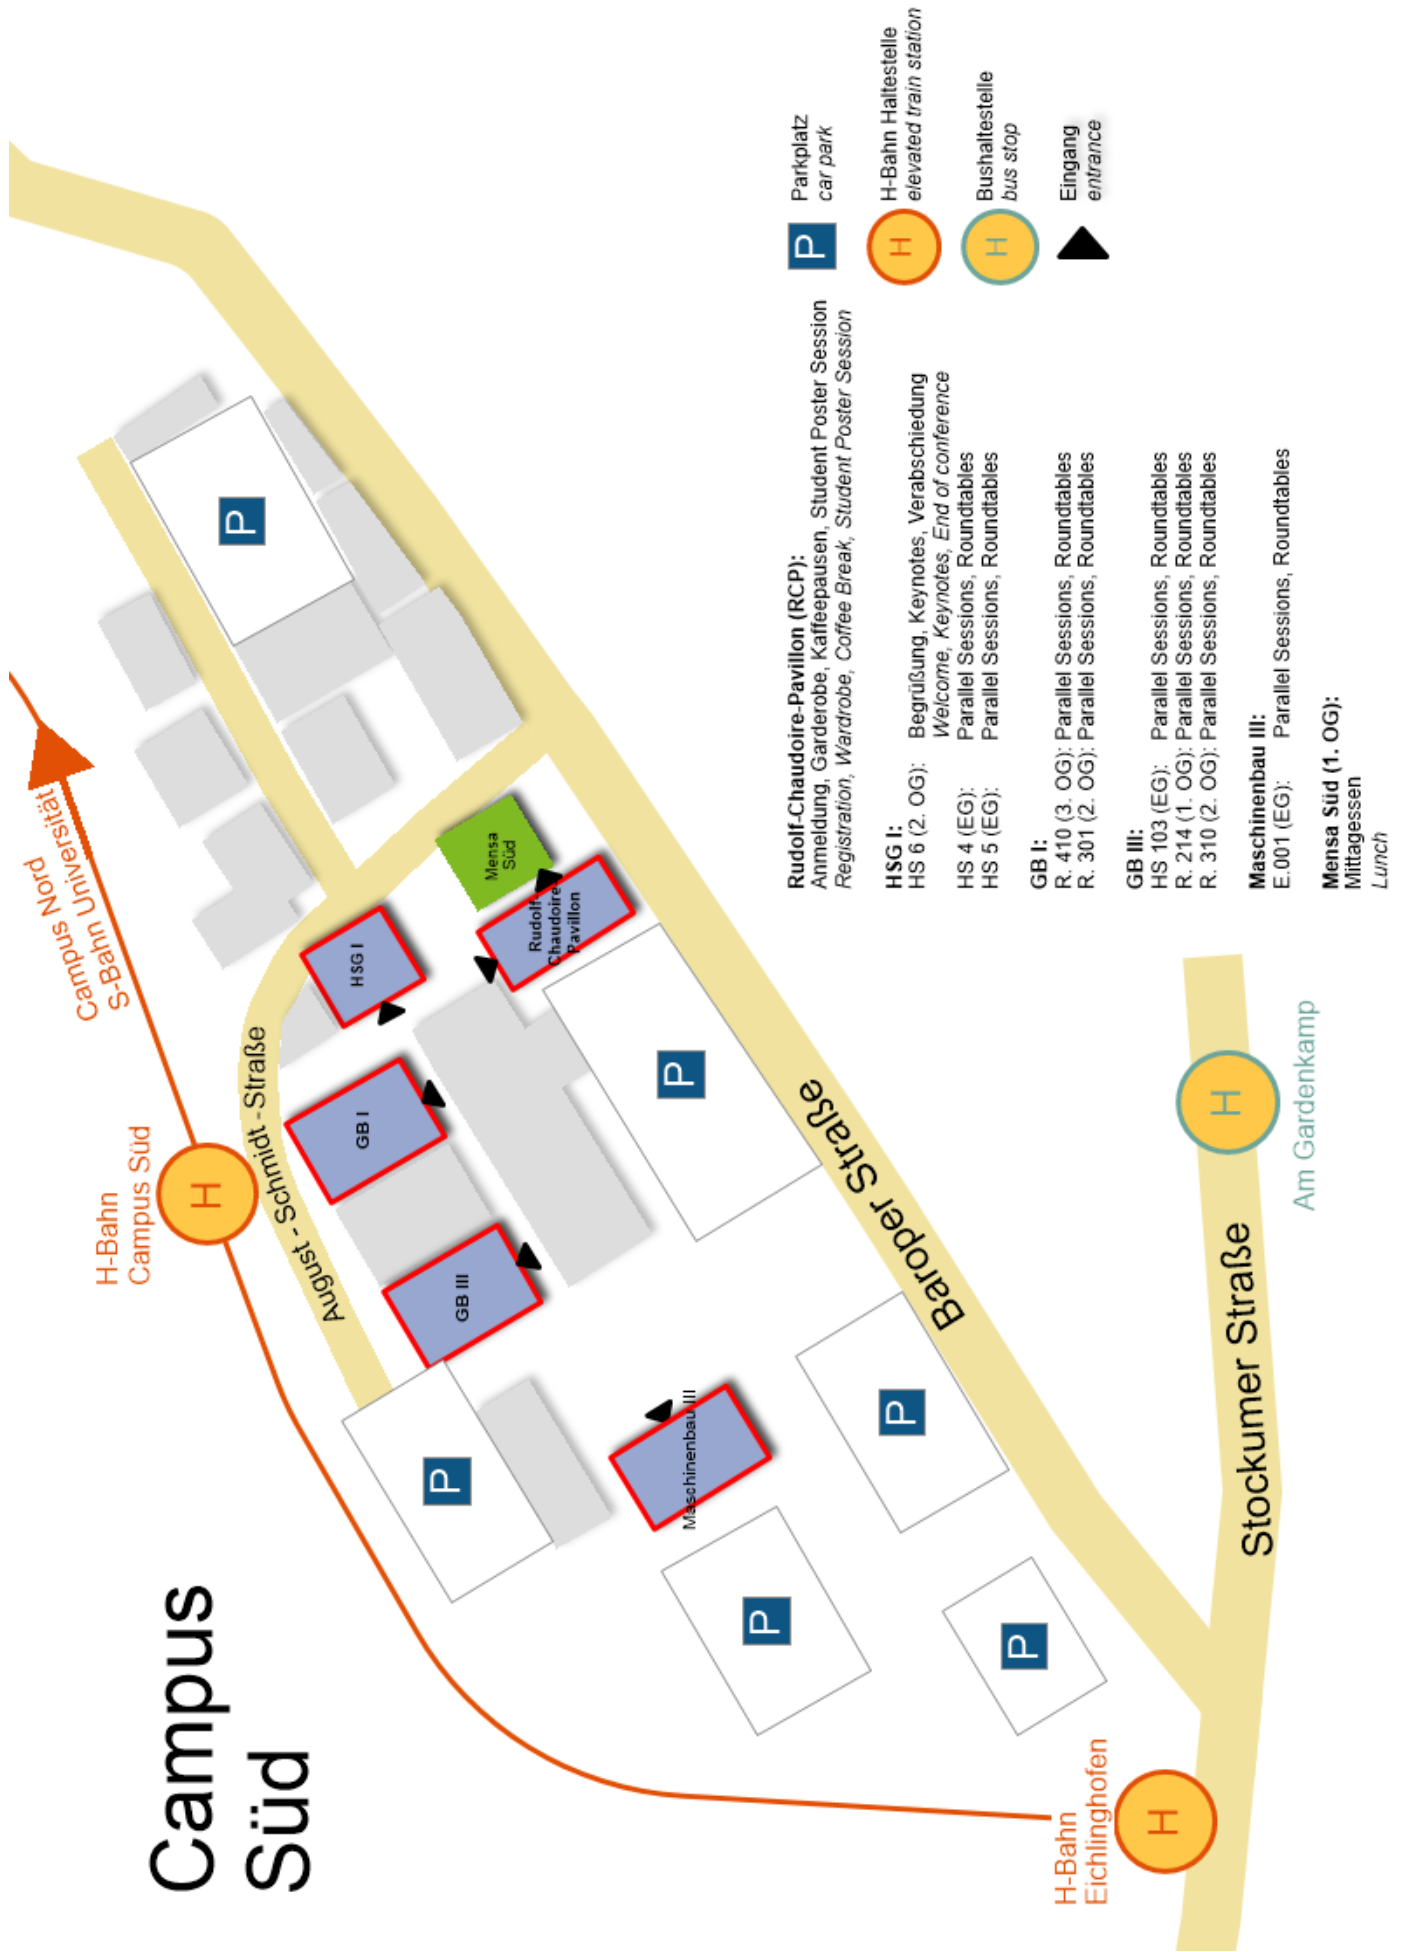 Campus
Süd
H-Bahn
Campus Süd
H
Campus Nord
S-Bahn Universität
August - Schmidt - Straße
HSG I
GB I
GB III
Mensa
Süd
Rudolf-
Chaudoire
Pavillon
Maschinenbau III
P
P
P
P
P
P
Baroper Straße
Stockumer Straße
H-Bahn
Eichlinghofen
H
H
Am Gardenkamp
Rudolf-Chaudoire-Pavillon (RCP):
Anmeldung, Garderobe, Kaffeepausen, Student Poster Session
Registration, Wardrobe, Coffee Break, Student Poster Session
HSG I:
HS 6 (2. OG): Begrüßung, Keynotes, Verabschiedung
Welcome, Keynotes, End of conference
HS 4 (EG): Parallel Sessions, Roundtables
HS 5 (EG): Parallel Sessions, Roundtables
GB I:
R. 410 (3. OG): Parallel Sessions, Roundtables
R. 301 (2. OG): Parallel Sessions, Roundtables
GB III:
HS 103 (EG): Parallel Sessions, Roundtables
R. 214 (1. OG): Parallel Sessions, Roundtables
R. 310 (2. OG): Parallel Sessions, Roundtables
Maschinenbau III:
E.001 (EG): Parallel Sessions, Roundtables
Mensa Süd (1. OG):
Mittagessen
Lunch
P
Parkplatz
car park
H
H-Bahn Haltestelle
elevated train station
H
Bushaltestelle
bus stop
Eingang
entrance